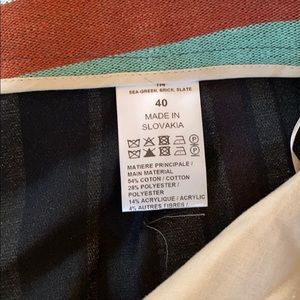 SEA-GREEN, BRICK, SLATE
40
MADE IN
SLOVAKIA
MATIERE PRINCIPALE /
MAIN MATERIAL
54% COTON / COTTON
28% POLYESTER /
POLYESTER
14% ACRYLIQUE / ACRYLIC
4% AUTRES FIBRES /